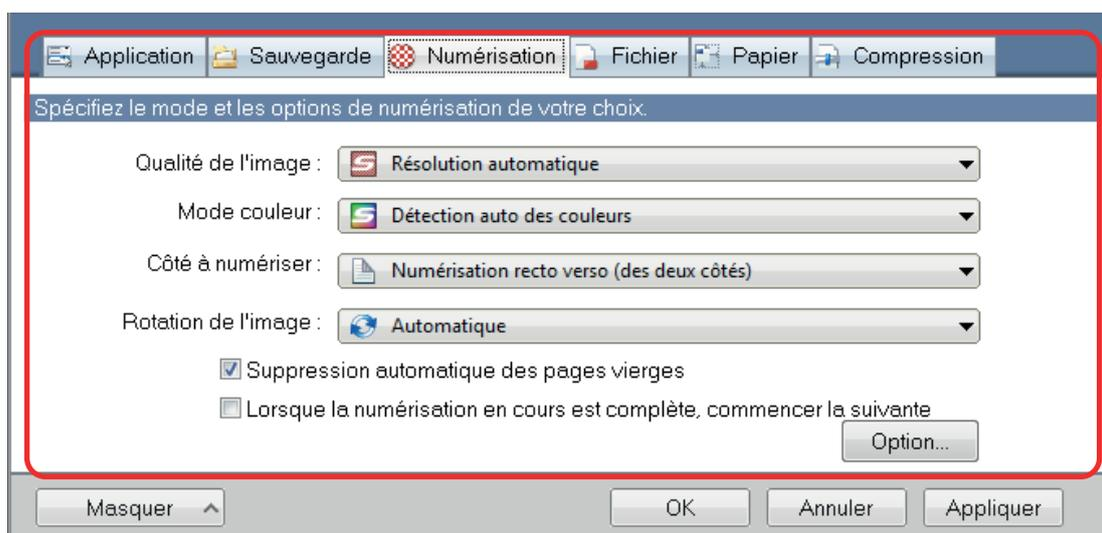 Application Sauvegarde Numérisation Fichier Papier Compression
Spécifiez le mode et les options de numérisation de votre choix.
Qualité de l'image : Résolution automatique
Mode couleur : Détection auto des couleurs
Côté à numériser : Numérisation recto verso (des deux côtés)
Rotation de l'image : Automatique
Suppression automatique des pages vierges
Lorsque la numérisation en cours est complète, commencer la suivante
Option...
Masquer OK Annuler Appliquer